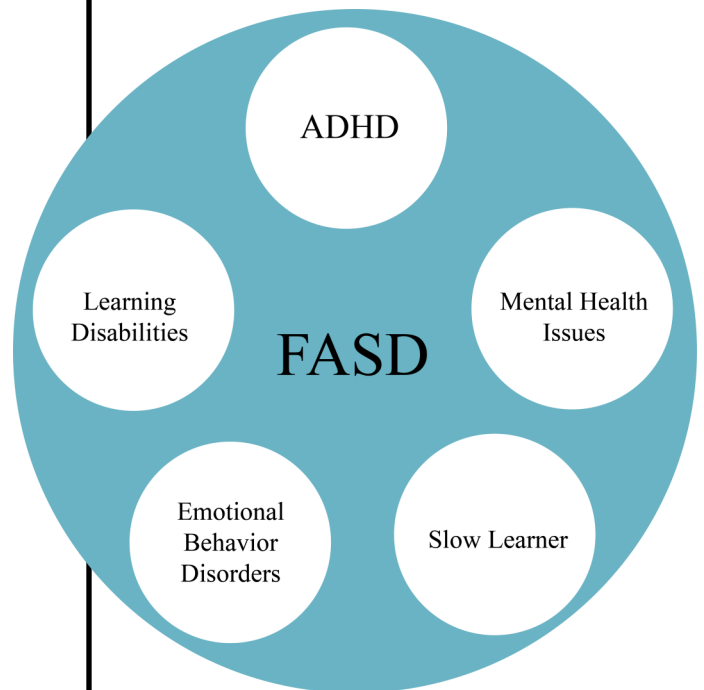 ADHD
Learning
Disabilities
Mental Health
Issues
FASD
Emotional
Behavior
Disorders
Slow Learner